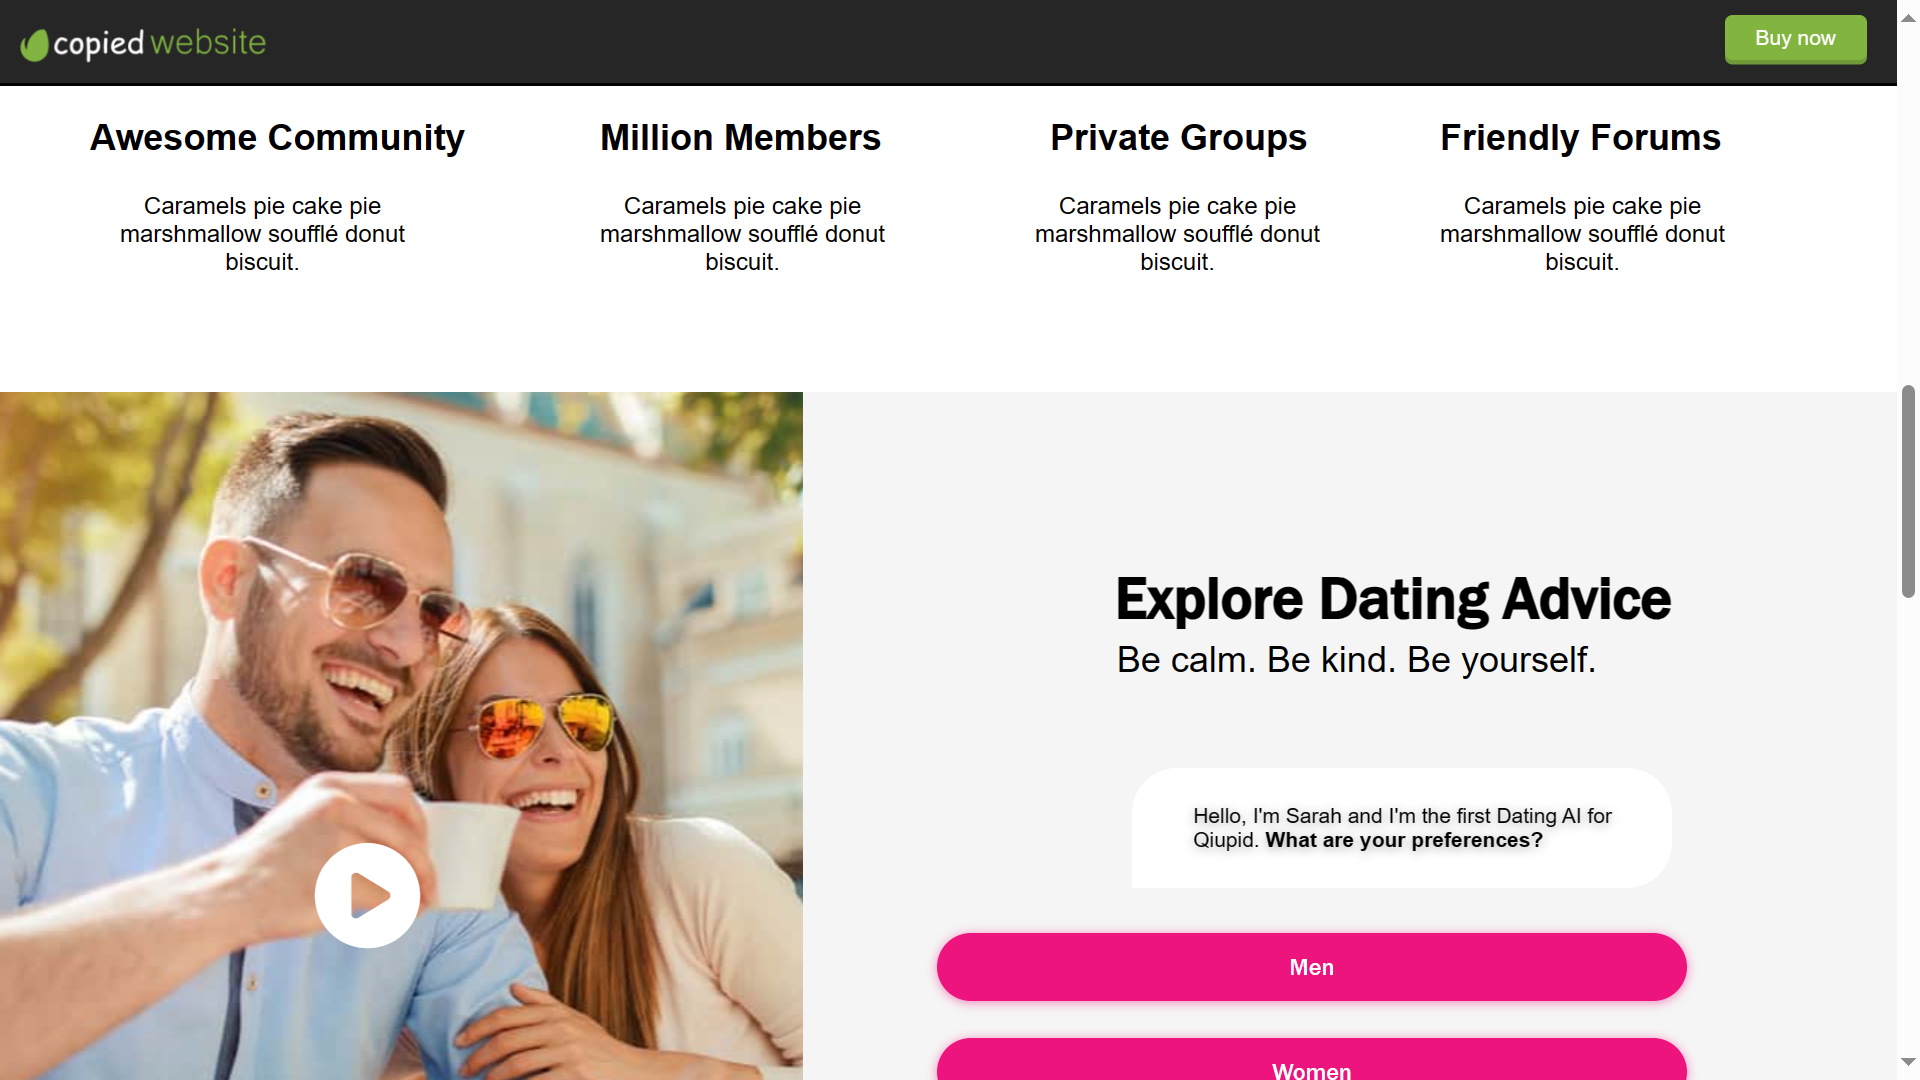 copied website
Buy now
Awesome Community
Caramels pie cake pie
marshmallow soufflé donut
biscuit.
Million Members
Caramels pie cake pie
marshmallow soufflé donut
biscuit.
Private Groups
Caramels pie cake pie
marshmallow soufflé donut
biscuit.
Friendly Forums
Caramels pie cake pie
marshmallow soufflé donut
biscuit.
Explore Dating Advice
Be calm. Be kind. Be yourself.
Hello, I'm Sarah and I'm the first Dating AI for
Qiupid. What are your preferences?
Men
Women